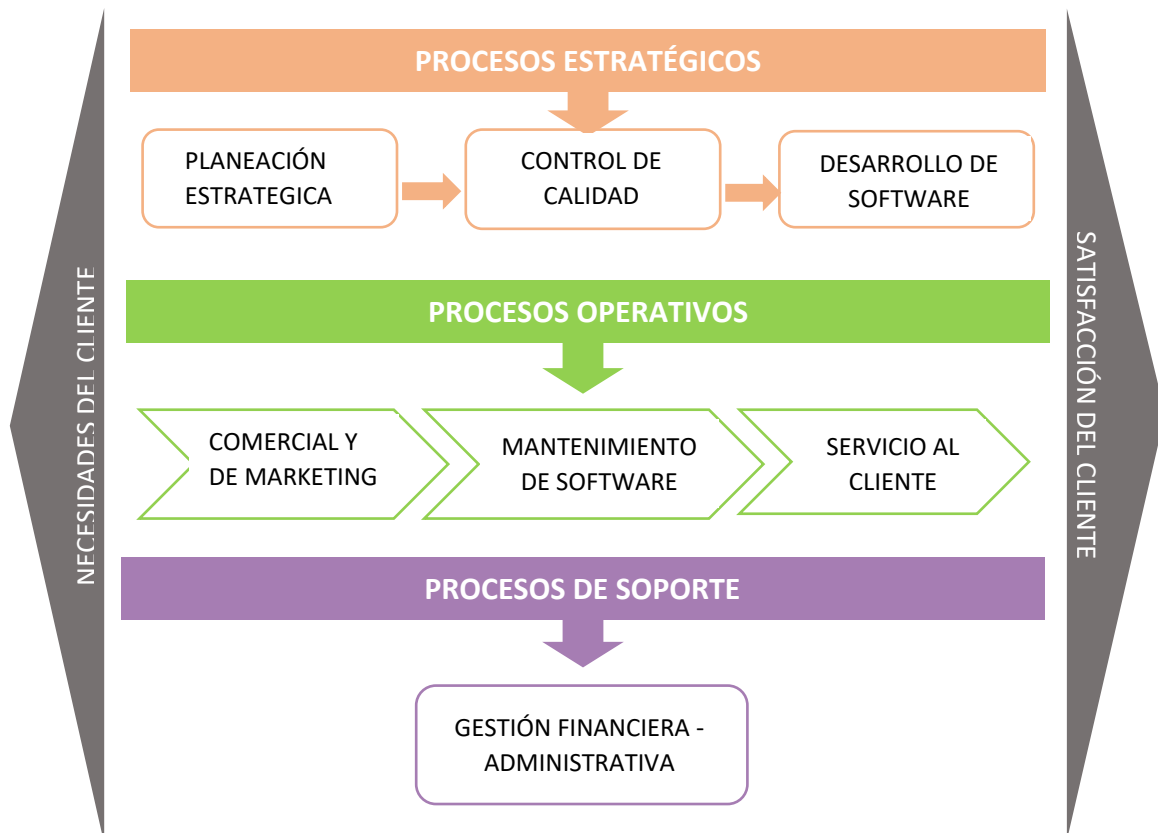 PROCESOS ESTRATÉGICOS
PLANEACIÓN
ESTRATEGICA
CONTROL DE
CALIDAD
DESARROLLO DE
SOFTWARE
NECESIDADES DEL CLIENTE
SATISFACCIÓN DEL CLIENTE
PROCESOS OPERATIVOS
COMERCIAL Y
DE MARKETING
MANTENIMIENTO
DE SOFTWARE
SERVICIO AL
CLIENTE
PROCESOS DE SOPORTE
GESTIÓN FINANCIERA -
ADMINISTRATIVA